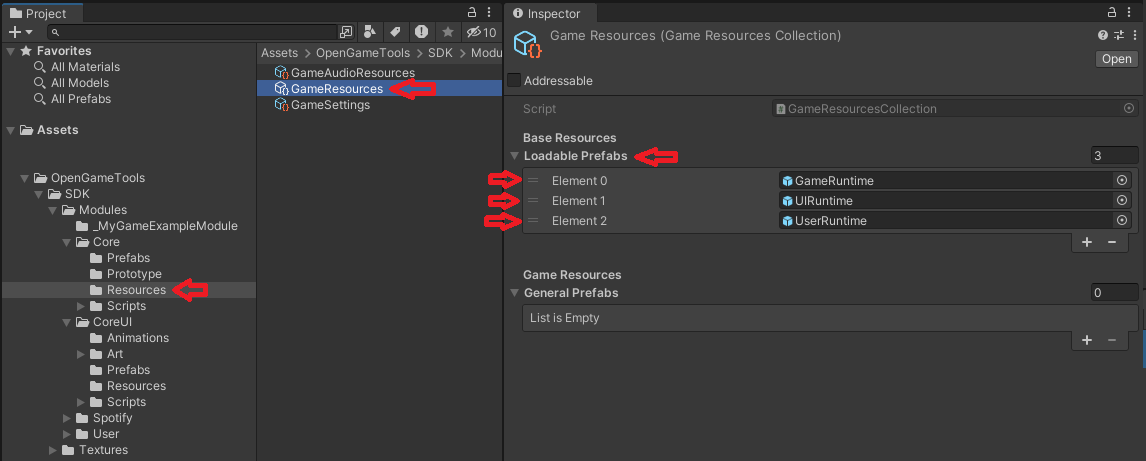 Project
10
Favorites
All Materials
All Models
All Prefabs
Assets
OpenGameTools
SDK
Modules
_MyGameExampleModule
Core
Prefabs
Prototype
Resources
Scripts
CoreUI
Animations
Art
Prefabs
Resources
Scripts
Spotify
User
Textures
Assets > OpenGameTools > SDK > Modu
GameAudioResources
GameResources
GameSettings
Inspector
Game Resources (Game Resources Collection)
Open
Addressable
Script GameResourcesCollection
Base Resources
Loadable Prefabs 3
Element 0 GameRuntime
Element 1 UIRuntime
Element 2 UserRuntime
Game Resources
General Prefabs 0
List is Empty